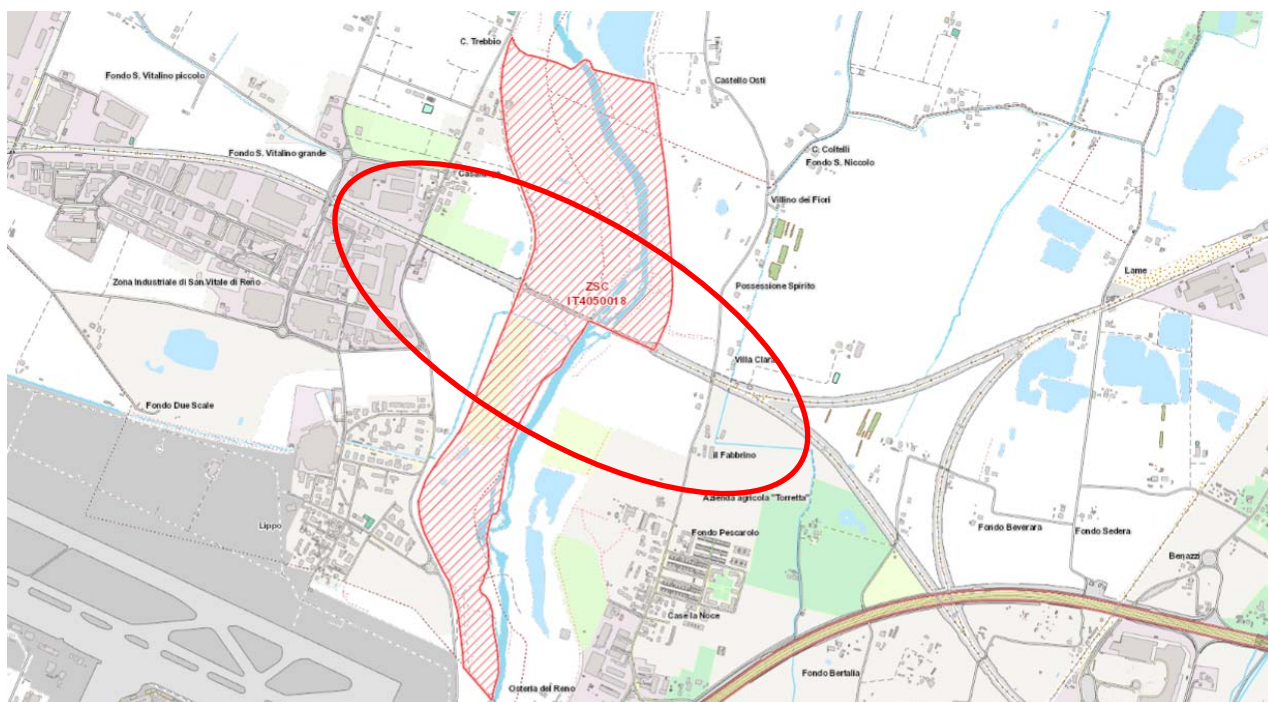 C. Trebbio
Fondo S. Vitalino piccolo
Castello Osti
Fondo S. Vitalino grande
C. Coltelli
Fondo S. Niccolo
Villino dei Fiori
Lame
Zona Industriale di San Vitale di Reno
ZSC
IT4050018
Possessione Spirito
Villa Clara
Fondo Due Scale
il Fabbrino
Azienda agricola "Torretta"
Lippo
Fondo Pescarolo
Fondo Beverara
Fondo Sedera
Benazzi
Case la Noce
Fondo Bertalia
Osteria del Reno